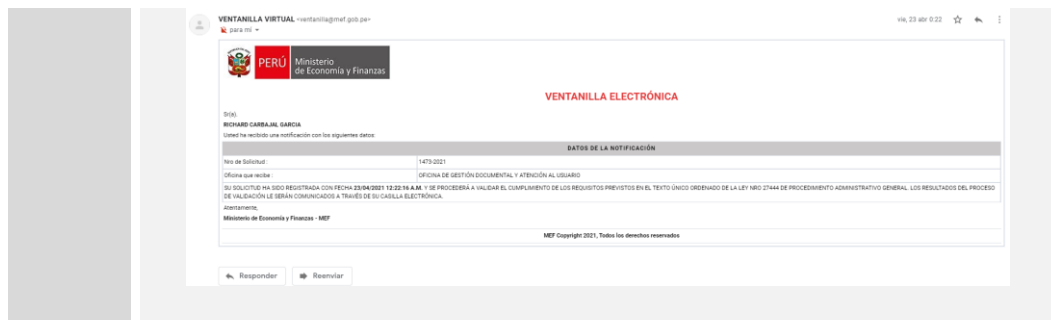 VENTANILLA VIRTUAL <ventanilla@mef.gob.pe>
vie, 23 abr 0:22
para mí
PERÚ
Ministerio
de Economía y Finanzas
VENTANILLA ELECTRÓNICA
Sr(a).
RICHARD CARBAJAL GARCIA
Usted ha recibido una notificación con los siguientes datos:
DATOS DE LA NOTIFICACIÓN
Nro de Solicitud :
1473-2021
Oficina que recibe :
OFICINA DE GESTIÓN DOCUMENTAL Y ATENCIÓN AL USUARIO
SU SOLICITUD HA SIDO REGISTRADA CON FECHA 23/04/2021 12:22:16 A.M. Y SE PROCEDERÁ A VALIDAR EL CUMPLIMIENTO DE LOS REQUISITOS PREVISTOS EN EL TEXTO ÚNICO ORDENADO DE LA LEY NRO 27444 DE PROCEDIMIENTO ADMINISTRATIVO GENERAL. LOS RESULTADOS DEL PROCESO
DE VALIDACIÓN LE SERÁN COMUNICADOS A TRAVÉS DE SU CASILLA ELECTRÓNICA.
Atentamente,
Ministerio de Economía y Finanzas - MEF
MEF Copyright 2021, Todos los derechos reservados
Responder
Reenviar